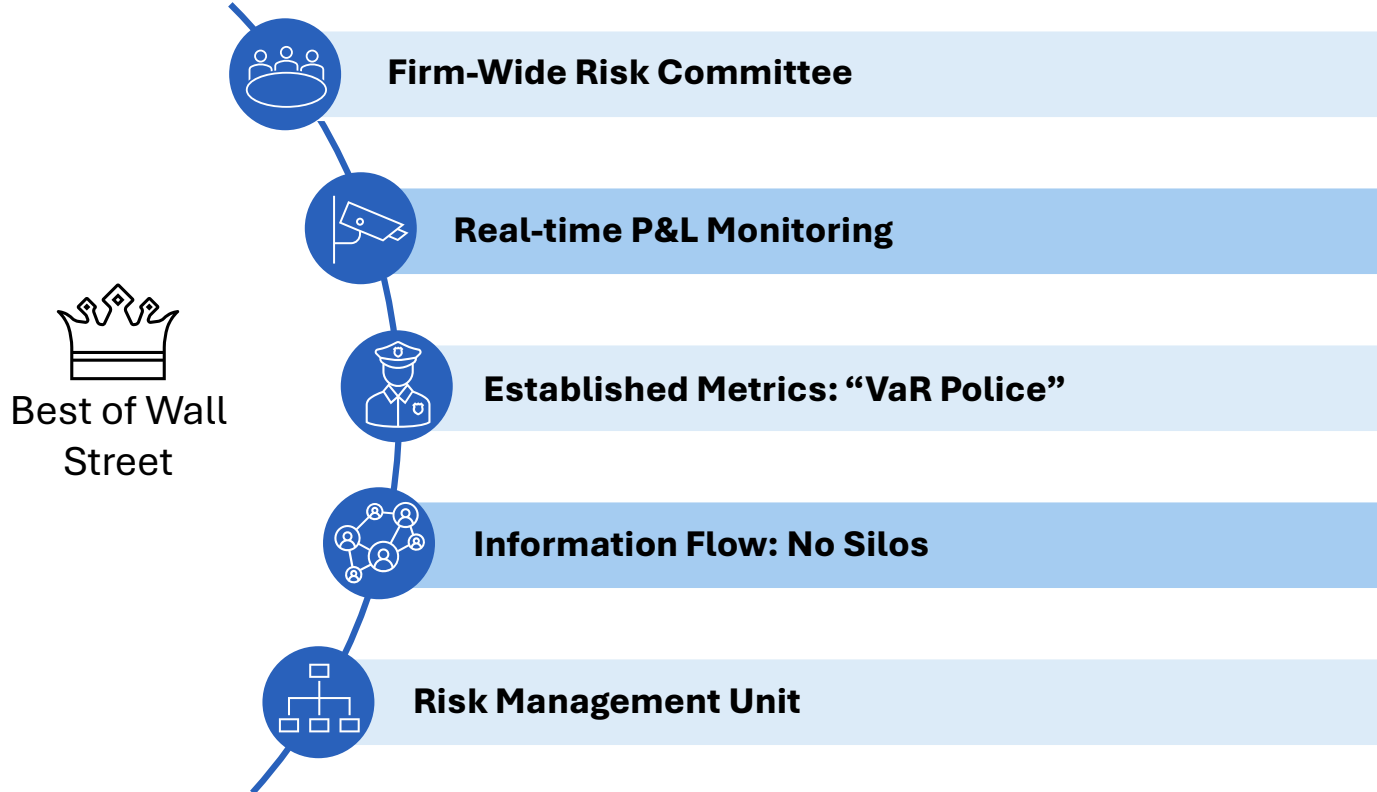 Firm-Wide Risk Committee
Real-time P&L Monitoring
Best of Wall
Street
Established Metrics: “VaR Police”
Information Flow: No Silos
Risk Management Unit